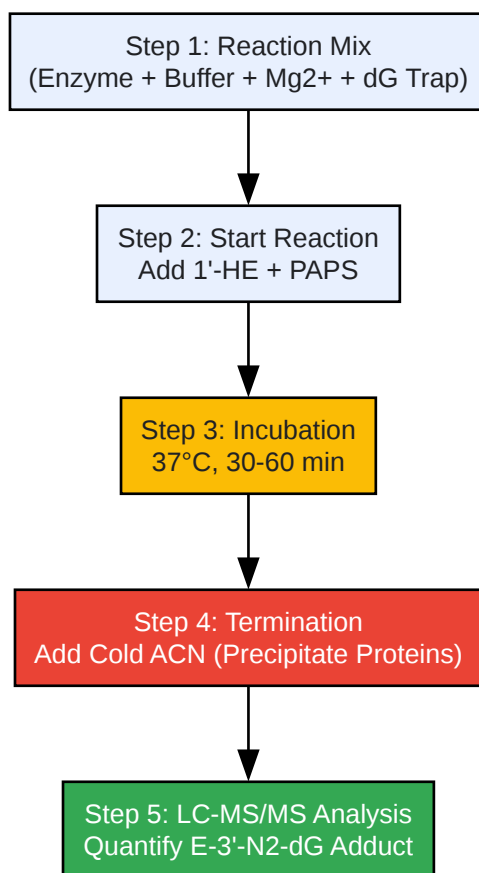 Step 1: Reaction Mix
(Enzyme + Buffer + Mg2+ + dG Trap)
Step 2: Start Reaction
Add 1'-HE + PAPS
Step 3: Incubation
37°C, 30-60 min
Step 4: Termination
Add Cold ACN (Precipitate Proteins)
Step 5: LC-MS/MS Analysis
Quantify E-3'-N2-dG Adduct